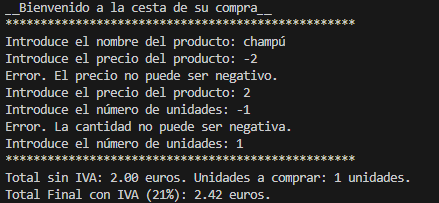 __Bienvenido a la cesta de su compra__
**************************************************
Introduce el nombre del producto: champú
Introduce el precio del producto: -2
Error. El precio no puede ser negativo.
Introduce el precio del producto: 2
Introduce el número de unidades: -1
Error. La cantidad no puede ser negativa.
Introduce el número de unidades: 1
**************************************************
Total sin IVA: 2.00 euros. Unidades a comprar: 1 unidades.
Total Final con IVA (21%): 2.42 euros.